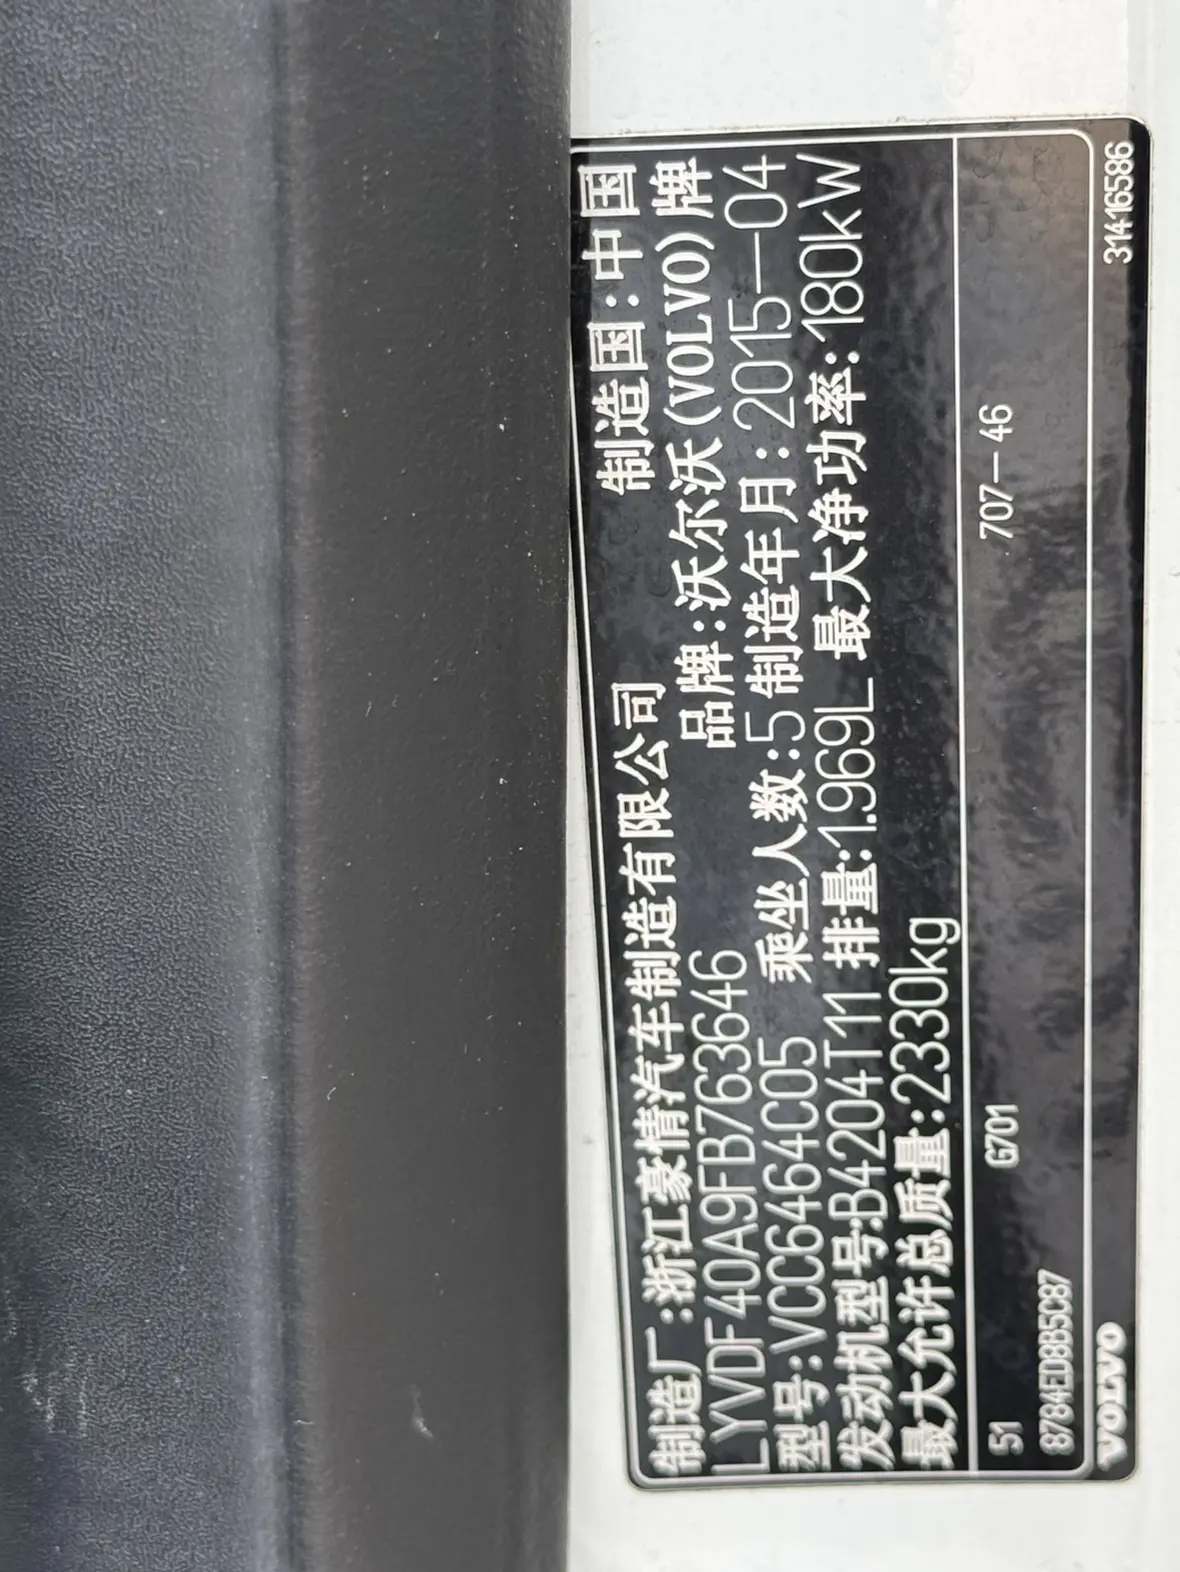 制造厂:浙江豪情汽车制造有限公司 制造国:中国
LYVDF40A9FB763646 品牌:沃尔沃(VOLVO)牌
型号:VCC6464C05 乘坐人数:5 制造年月:2015-04
发动机型号:B4204T11 排量:1.969L 最大净功率:180kW
最大允许总质量:2330kg
51 G701 707-46
8784ED8B5C87
VOLVO 31416586